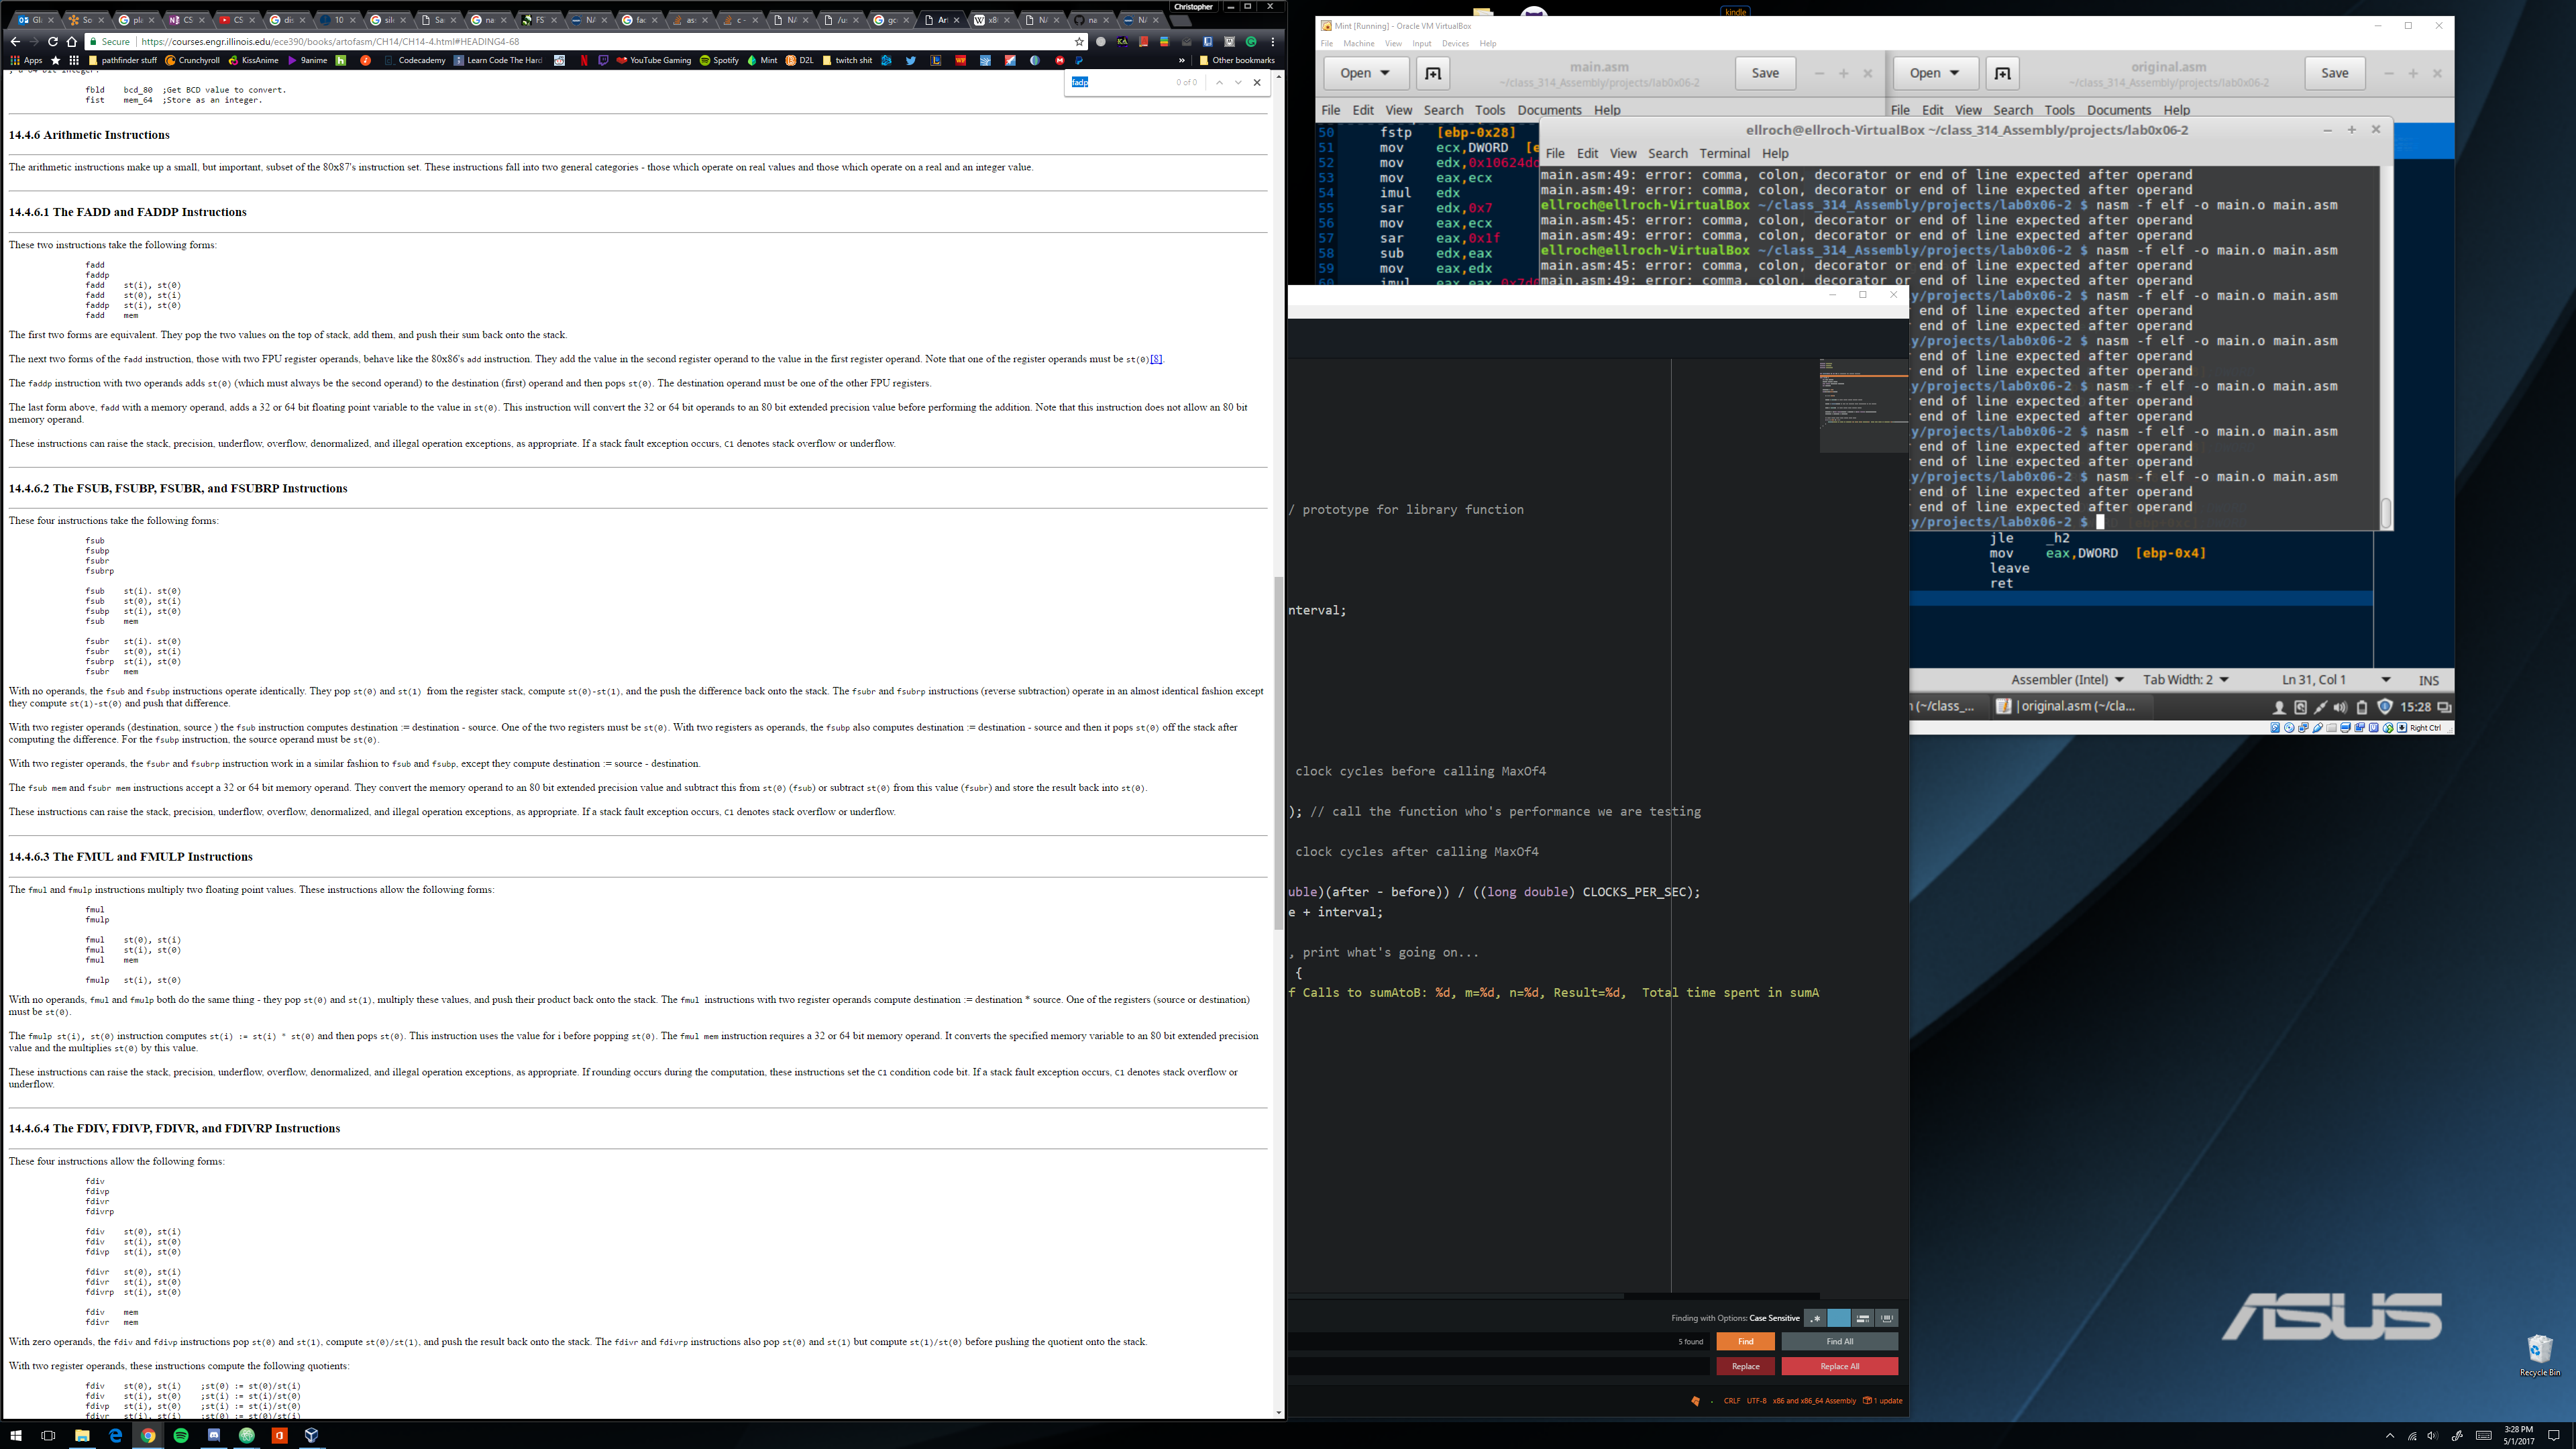 Christopher
Secure | https://courses.engr.illinois.edu/ece390/books/artofasm/CH14/CH14-4.html#HEADING4-68
Apps pathfinder stuff Crunchyroll KissAnime 9anime Codecademy Learn Code The Hard YouTube Gaming Spotify Mint D2L twitch shit Other bookmarks
fadp 0 of 0
fbld bcd_80 ;Get BCD value to convert.
fist mem_64 ;Store as an integer.
14.4.6 Arithmetic Instructions
The arithmetic instructions make up a small, but important, subset of the 80x87's instruction set. These instructions fall into two general categories - those which operate on real values and those which operate on a real and an integer value.
14.4.6.1 The FADD and FADDP Instructions
These two instructions take the following forms:
fadd
faddp
fadd st(i), st(0)
fadd st(0), st(i)
faddp st(i), st(0)
fadd mem
The first two forms are equivalent. They pop the two values on the top of stack, add them, and push their sum back onto the stack.
The next two forms of the fadd instruction, those with two FPU register operands, behave like the 80x86's add instruction. They add the value in the second register operand to the value in the first register operand. Note that one of the register operands must be st(0)[8].
The faddp instruction with two operands adds st(0) (which must always be the second operand) to the destination (first) operand and then pops st(0). The destination operand must be one of the other FPU registers.
The last form above, fadd with a memory operand, adds a 32 or 64 bit floating point variable to the value in st(0). This instruction will convert the 32 or 64 bit operands to an 80 bit extended precision value before performing the addition. Note that this instruction does not allow an 80 bit
memory operand.
These instructions can raise the stack, precision, underflow, overflow, denormalized, and illegal operation exceptions, as appropriate. If a stack fault exception occurs, C1 denotes stack overflow or underflow.
14.4.6.2 The FSUB, FSUBP, FSUBR, and FSUBRP Instructions
These four instructions take the following forms:
fsub
fsubp
fsubr
fsubrp
fsub st(i). st(0)
fsub st(0), st(i)
fsubp st(i), st(0)
fsub mem
fsubr st(i). st(0)
fsubr st(0), st(i)
fsubrp st(i), st(0)
fsubr mem
With no operands, the fsub and fsubp instructions operate identically. They pop st(0) and st(1) from the register stack, compute st(0)-st(1), and the push the difference back onto the stack. The fsubr and fsubrp instructions (reverse subtraction) operate in an almost identical fashion except
they compute st(1)-st(0) and push that difference.
With two register operands (destination, source ) the fsub instruction computes destination := destination - source. One of the two registers must be st(0). With two registers as operands, the fsubp also computes destination := destination - source and then it pops st(0) off the stack after
computing the difference. For the fsubp instruction, the source operand must be st(0).
With two register operands, the fsubr and fsubrp instruction work in a similar fashion to fsub and fsubp, except they compute destination := source - destination.
The fsub mem and fsubr mem instructions accept a 32 or 64 bit memory operand. They convert the memory operand to an 80 bit extended precision value and subtract this from st(0) (fsub) or subtract st(0) from this value (fsubr) and store the result back into st(0).
These instructions can raise the stack, precision, underflow, overflow, denormalized, and illegal operation exceptions, as appropriate. If a stack fault exception occurs, C1 denotes stack overflow or underflow.
14.4.6.3 The FMUL and FMULP Instructions
The fmul and fmulp instructions multiply two floating point values. These instructions allow the following forms:
fmul
fmulp
fmul st(0), st(i)
fmul st(i), st(0)
fmul mem
fmulp st(i), st(0)
With no operands, fmul and fmulp both do the same thing - they pop st(0) and st(1), multiply these values, and push their product back onto the stack. The fmul instructions with two register operands compute destination := destination * source. One of the registers (source or destination)
must be st(0).
The fmulp st(i), st(0) instruction computes st(i) := st(i) * st(0) and then pops st(0). This instruction uses the value for i before popping st(0). The fmul mem instruction requires a 32 or 64 bit memory operand. It converts the specified memory variable to an 80 bit extended precision
value and the multiplies st(0) by this value.
These instructions can raise the stack, precision, underflow, overflow, denormalized, and illegal operation exceptions, as appropriate. If rounding occurs during the computation, these instructions set the C1 condition code bit. If a stack fault exception occurs, C1 denotes stack overflow or
underflow.
14.4.6.4 The FDIV, FDIVP, FDIVR, and FDIVRP Instructions
These four instructions allow the following forms:
fdiv
fdivp
fdivr
fdivrp
fdiv st(0), st(i)
fdiv st(i), st(0)
fdivp st(i), st(0)
fdivr st(0), st(i)
fdivr st(i), st(0)
fdivrp st(i), st(0)
fdiv mem
fdivr mem
With zero operands, the fdiv and fdivp instructions pop st(0) and st(1), compute st(0)/st(1), and push the result back onto the stack. The fdivr and fdivrp instructions also pop st(0) and st(1) but compute st(1)/st(0) before pushing the quotient onto the stack.
With two register operands, these instructions compute the following quotients:
fdiv st(0), st(i) ;st(0) := st(0)/st(i)
fdiv st(i), st(0) ;st(i) := st(i)/st(0)
fdivp st(i), st(0) ;st(i) := st(i)/st(0)
kindle
Mint [Running] - Oracle VM VirtualBox
File Machine View Input Devices Help
Open main.asm Save
~/class_314_Assembly/projects/lab0x06-2
File Edit View Search Tools Documents Help
Open original.asm Save
~/class_314_Assembly/projects/lab0x06-2
File Edit View Search Tools Documents Help
50 fstp [ebp-0x28]
51 mov ecx,DWORD [e
52 mov edx,0x10624dd
53 mov eax,ecx
54 imul edx
55 sar edx,0x7
56 mov eax,ecx
57 sar eax,0x1f
58 sub edx,eax
59 mov eax,edx
ellroch@ellroch-VirtualBox ~/class_314_Assembly/projects/lab0x06-2
File Edit View Search Terminal Help
main.asm:49: error: comma, colon, decorator or end of line expected after operand
main.asm:49: error: comma, colon, decorator or end of line expected after operand
ellroch@ellroch-VirtualBox ~/class_314_Assembly/projects/lab0x06-2 $ nasm -f elf -o main.o main.asm
main.asm:45: error: comma, colon, decorator or end of line expected after operand
main.asm:49: error: comma, colon, decorator or end of line expected after operand
ellroch@ellroch-VirtualBox ~/class_314_Assembly/projects/lab0x06-2 $ nasm -f elf -o main.o main.asm
main.asm:45: error: comma, colon, decorator or end of line expected after operand
main.asm:49: error: comma, colon, decorator or end of line expected after operand
y/projects/lab0x06-2 $ nasm -f elf -o main.o main.asm
end of line expected after operand
end of line expected after operand
y/projects/lab0x06-2 $ nasm -f elf -o main.o main.asm
end of line expected after operand
end of line expected after operand
y/projects/lab0x06-2 $ nasm -f elf -o main.o main.asm
end of line expected after operand
end of line expected after operand
y/projects/lab0x06-2 $ nasm -f elf -o main.o main.asm
end of line expected after operand
end of line expected after operand
y/projects/lab0x06-2 $ nasm -f elf -o main.o main.asm
end of line expected after operand
end of line expected after operand
y/projects/lab0x06-2 $
jle _h2
mov eax,DWORD [ebp-0x4]
leave
ret
Assembler (Intel) Tab Width: 2 Ln 31, Col 1 INS
(~/class_... |original.asm (~/cla... 15:28
Right Ctrl
/ prototype for library function
nterval;
clock cycles before calling MaxOf4
); // call the function who's performance we are testing
clock cycles after calling MaxOf4
uble)(after - before)) / ((long double) CLOCKS_PER_SEC);
e + interval;
, print what's going on...
{
f Calls to sumAtoB: %d, m=%d, n=%d, Result=%d, Total time spent in sumA
Finding with Options: Case Sensitive
5 found Find Find All
Replace Replace All
CRLF UTF-8 x86 and x86_64 Assembly 1 update
ASUS
Recycle Bin
3:28 PM
5/1/2017